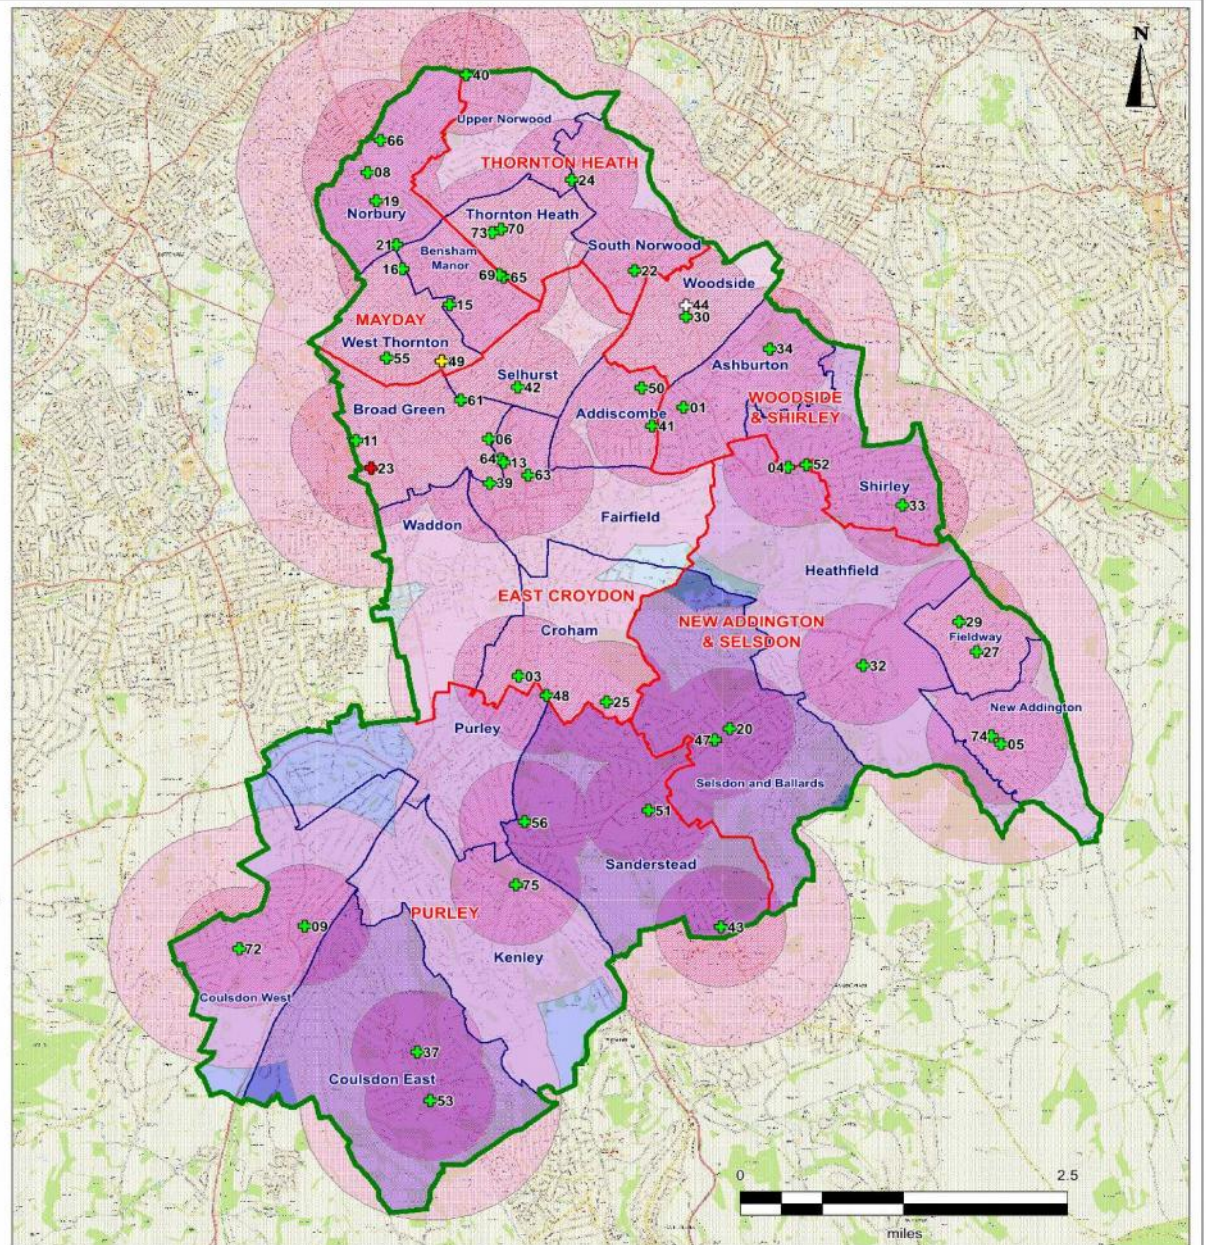 N
40
Upper Norwood
66
THORNTON HEATH
08
24
19
Norbury
Thornton Heath
73 70
21
Bensham
Manor
South Norwood
16
69 65
22
Woodside
15
44
30
MAYDAY
West Thornton
34
55
49
Ashburton
Selhurst
42
50
61
Broad Green
Addiscombe
01
WOODSIDE
& SHIRLEY
41
11
06
64 13
23
63
04 52
39
Shirley
33
Waddon
Fairfield
Heathfield
EAST CROYDON
NEW ADDINGTON
& SELSDON
29
Croham
Fieldway
27
32
03
48
25
New Addington
Purley
20
47
74 05
Selsdon and Ballards
51
56
Sanderstead
75
PURLEY
09
43
72
Kenley
Coulsdon West
37
Coulsdon East
53
0 2.5
miles